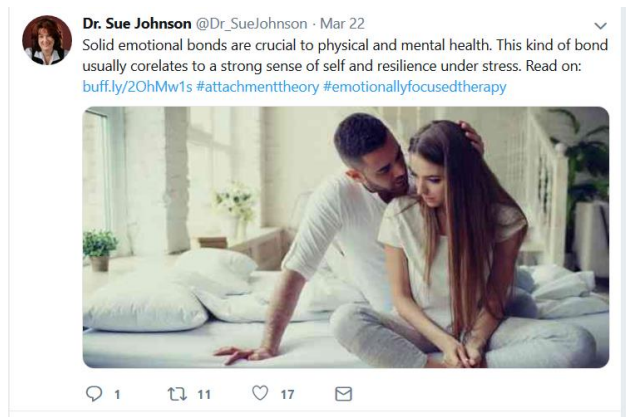 Dr. Sue Johnson @Dr_SueJohnson · Mar 22
Solid emotional bonds are crucial to physical and mental health. This kind of bond
usually corelates to a strong sense of self and resilience under stress. Read on:
buff.ly/2OhMw1s #attachmenttheory #emotionallyfocusedtherapy
1 11 17